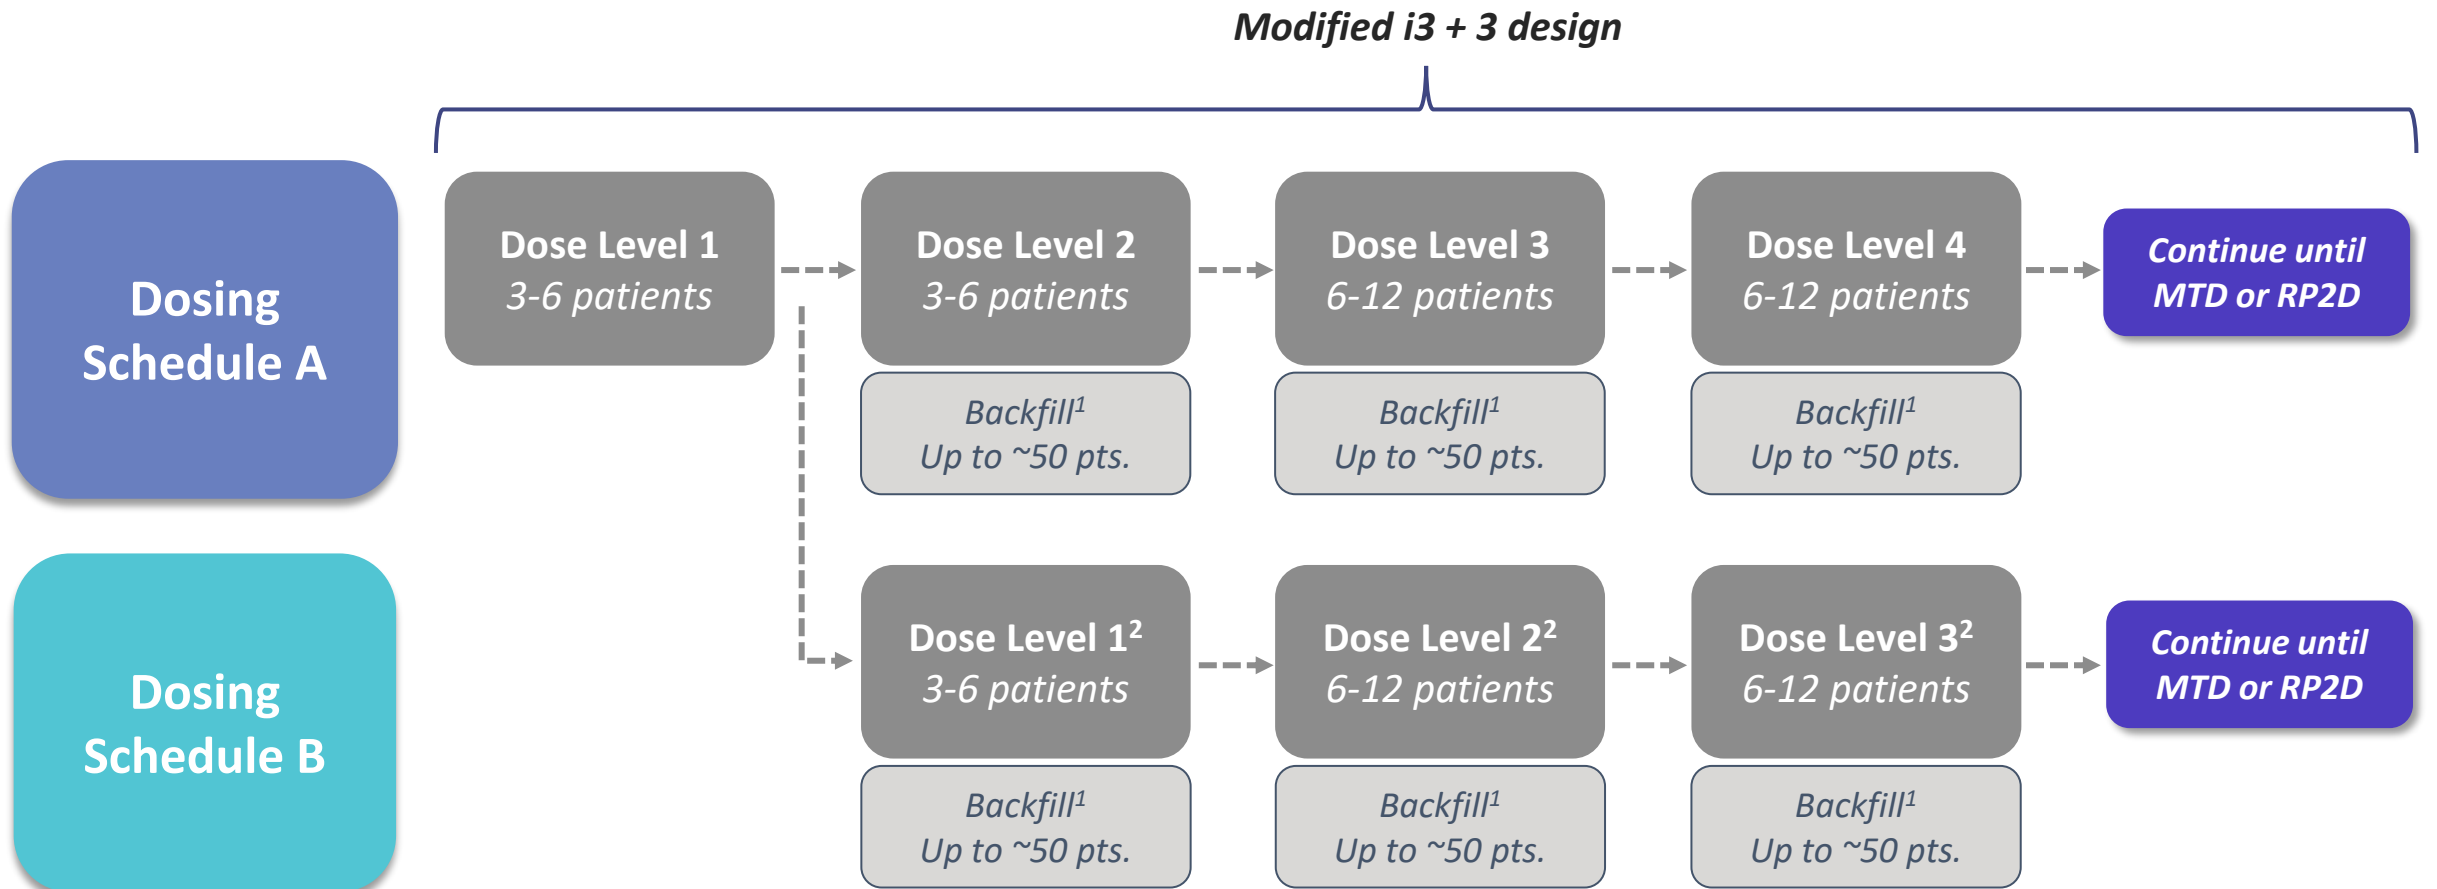 Modified i3 + 3 design
Dosing
Schedule A
Dose Level 1
3-6 patients
Dose Level 2
3-6 patients
Backfill¹
Up to ~50 pts.
Dose Level 3
6-12 patients
Backfill¹
Up to ~50 pts.
Dose Level 4
6-12 patients
Backfill¹
Up to ~50 pts.
Continue until
MTD or RP2D
Dosing
Schedule B
Dose Level 1²
3-6 patients
Backfill¹
Up to ~50 pts.
Dose Level 2²
6-12 patients
Backfill¹
Up to ~50 pts.
Dose Level 3²
6-12 patients
Backfill¹
Up to ~50 pts.
Continue until
MTD or RP2D